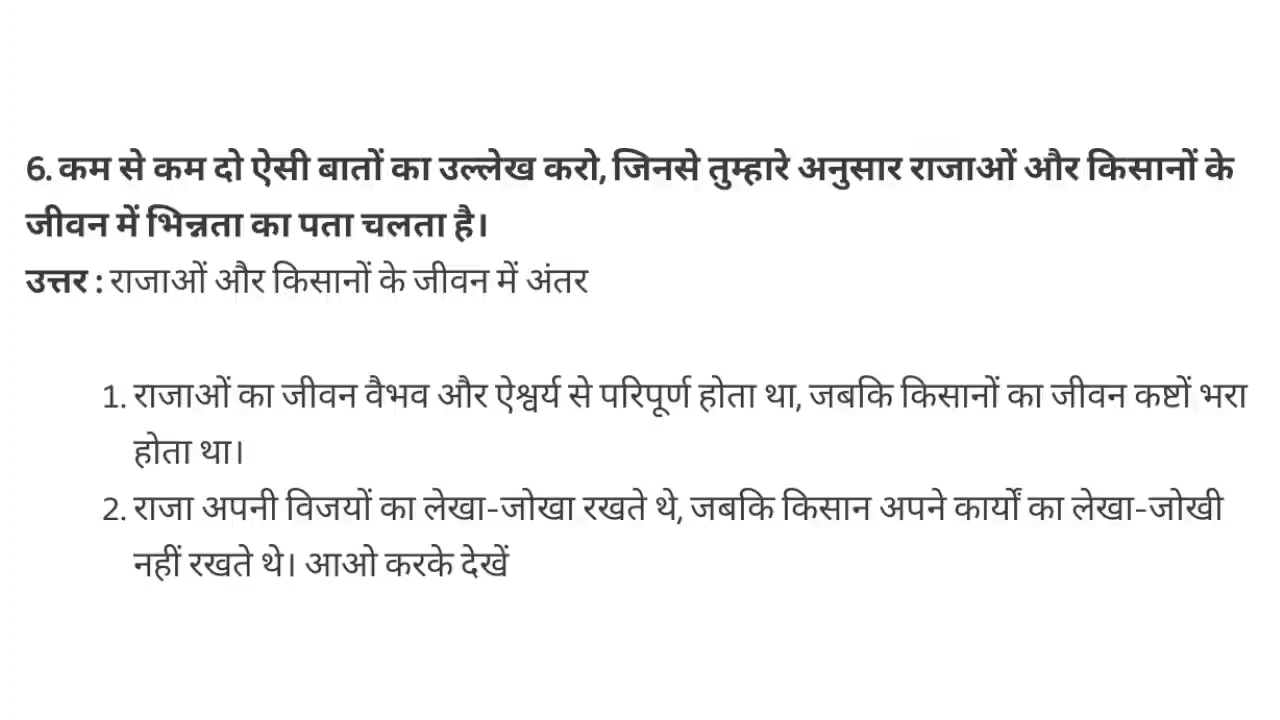 6. कम से कम दो ऐसी बातों का उल्लेख करो, जिनसे तुम्हारे अनुसार राजाओं और किसानों के
जीवन में भिन्नता का पता चलता है।
उत्तर : राजाओं और किसानों के जीवन में अंतर
1. राजाओं का जीवन वैभव और ऐश्वर्य से परिपूर्ण होता था, जबकि किसानों का जीवन कष्टों भरा
होता था।
2. राजा अपनी विजयों का लेखा-जोखा रखते थे, जबकि किसान अपने कार्यों का लेखा-जोखी
नहीं रखते थे। आओ करके देखें